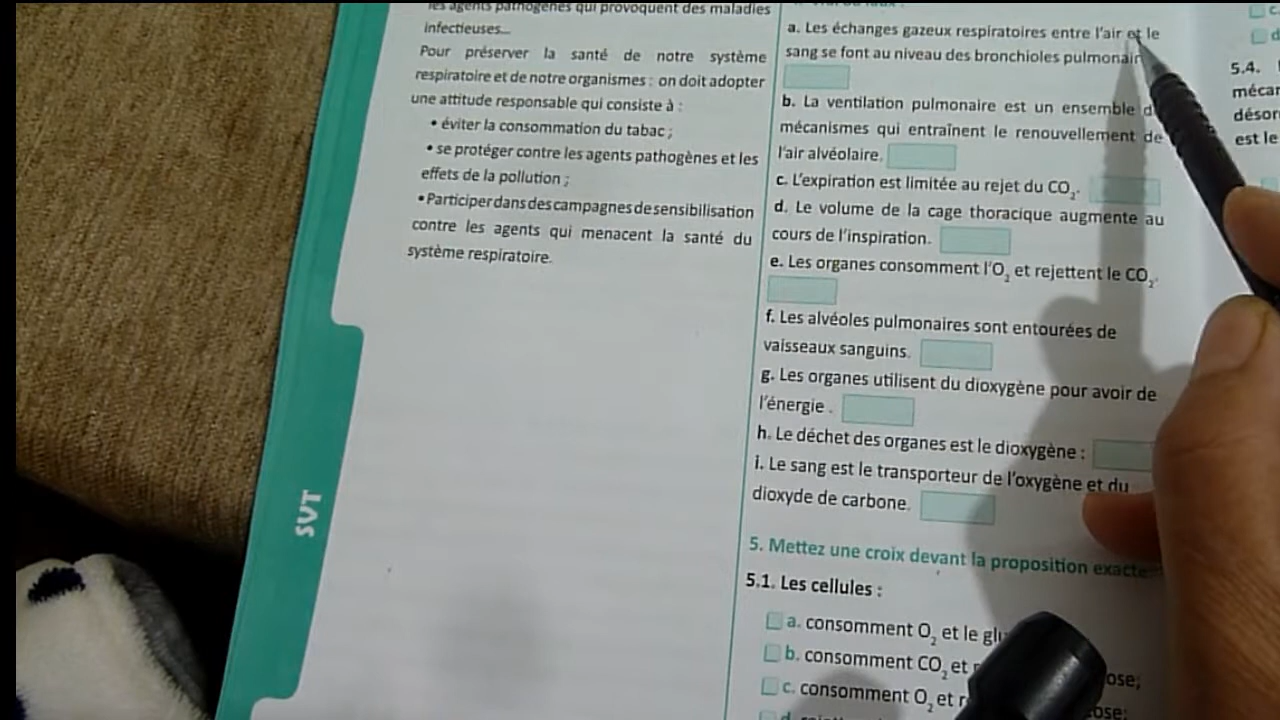 les agents pathogènes qui provoquent des maladies
infectieuses...
Pour préserver la santé de notre système
respiratoire et de notre organismes : on doit adopter
une attitude responsable qui consiste à :
• éviter la consommation du tabac ;
• se protéger contre les agents pathogènes et les
effets de la pollution ;
• Participer dans des campagnes de sensibilisation
contre les agents qui menacent la santé du
système respiratoire.
SVT
a. Les échanges gazeux respiratoires entre l'air et le
sang se font au niveau des bronchioles pulmonair
b. La ventilation pulmonaire est un ensemble d
mécanismes qui entraînent le renouvellement de
l'air alvéolaire.
c. L'expiration est limitée au rejet du CO₂.
d. Le volume de la cage thoracique augmente au
cours de l'inspiration.
e. Les organes consomment l'O₂ et rejettent le CO₂.
f. Les alvéoles pulmonaires sont entourées de
vaisseaux sanguins.
g. Les organes utilisent du dioxygène pour avoir de
l'énergie .
h. Le déchet des organes est le dioxygène :
i. Le sang est le transporteur de l'oxygène et du
dioxyde de carbone.
5. Mettez une croix devant la proposition exacte
5.1. Les cellules :
a. consomment O₂ et le glu
b. consomment CO₂ et r ose;
c. consomment O₂ et r ose;
d.
c.
d
5.4.
mécar
désor
est le